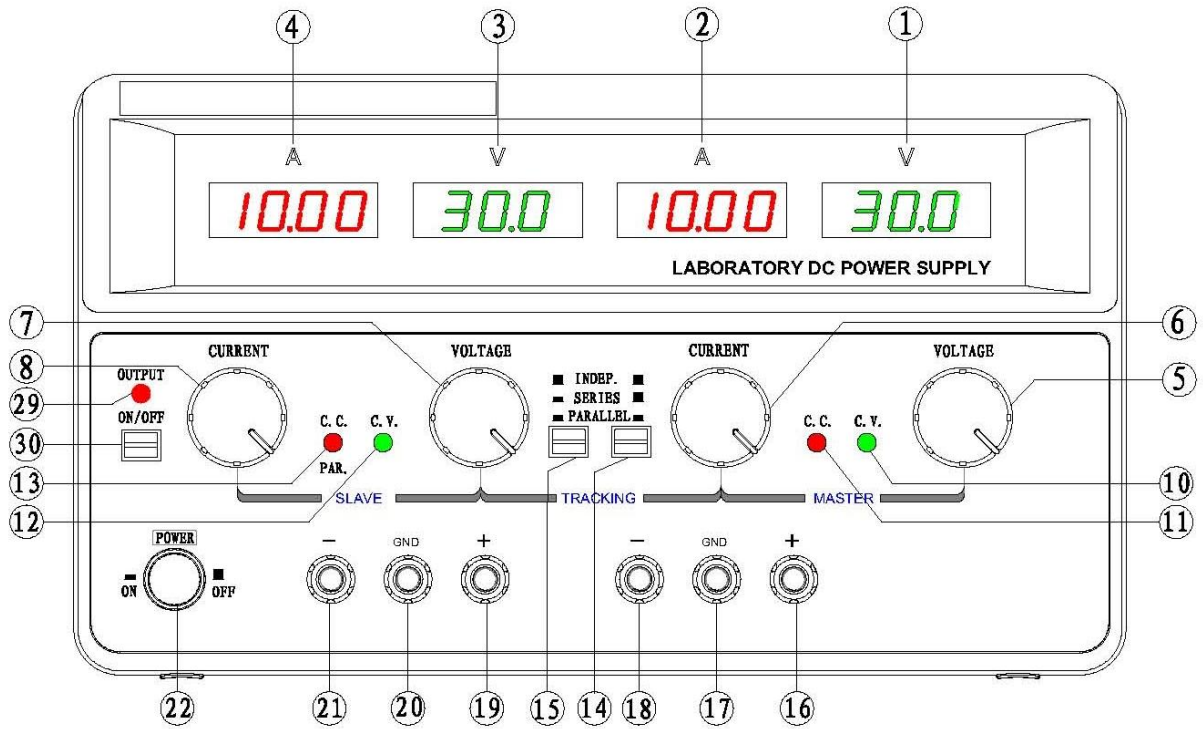 4 3 2 1
A V A V
10.00 30.0 10.00 30.0
LABORATORY DC POWER SUPPLY
7 6
CURRENT VOLTAGE CURRENT VOLTAGE
8 5
OUTPUT
29
ON/OFF
INDEP.
SERIES
PARALLEL
30
C. C. C. V. C. C. C. V.
13 PAR. 10
SLAVE TRACKING MASTER
12 11
POWER
ON OFF
− GND + − GND +
22 21 20 19 15 14 18 17 16